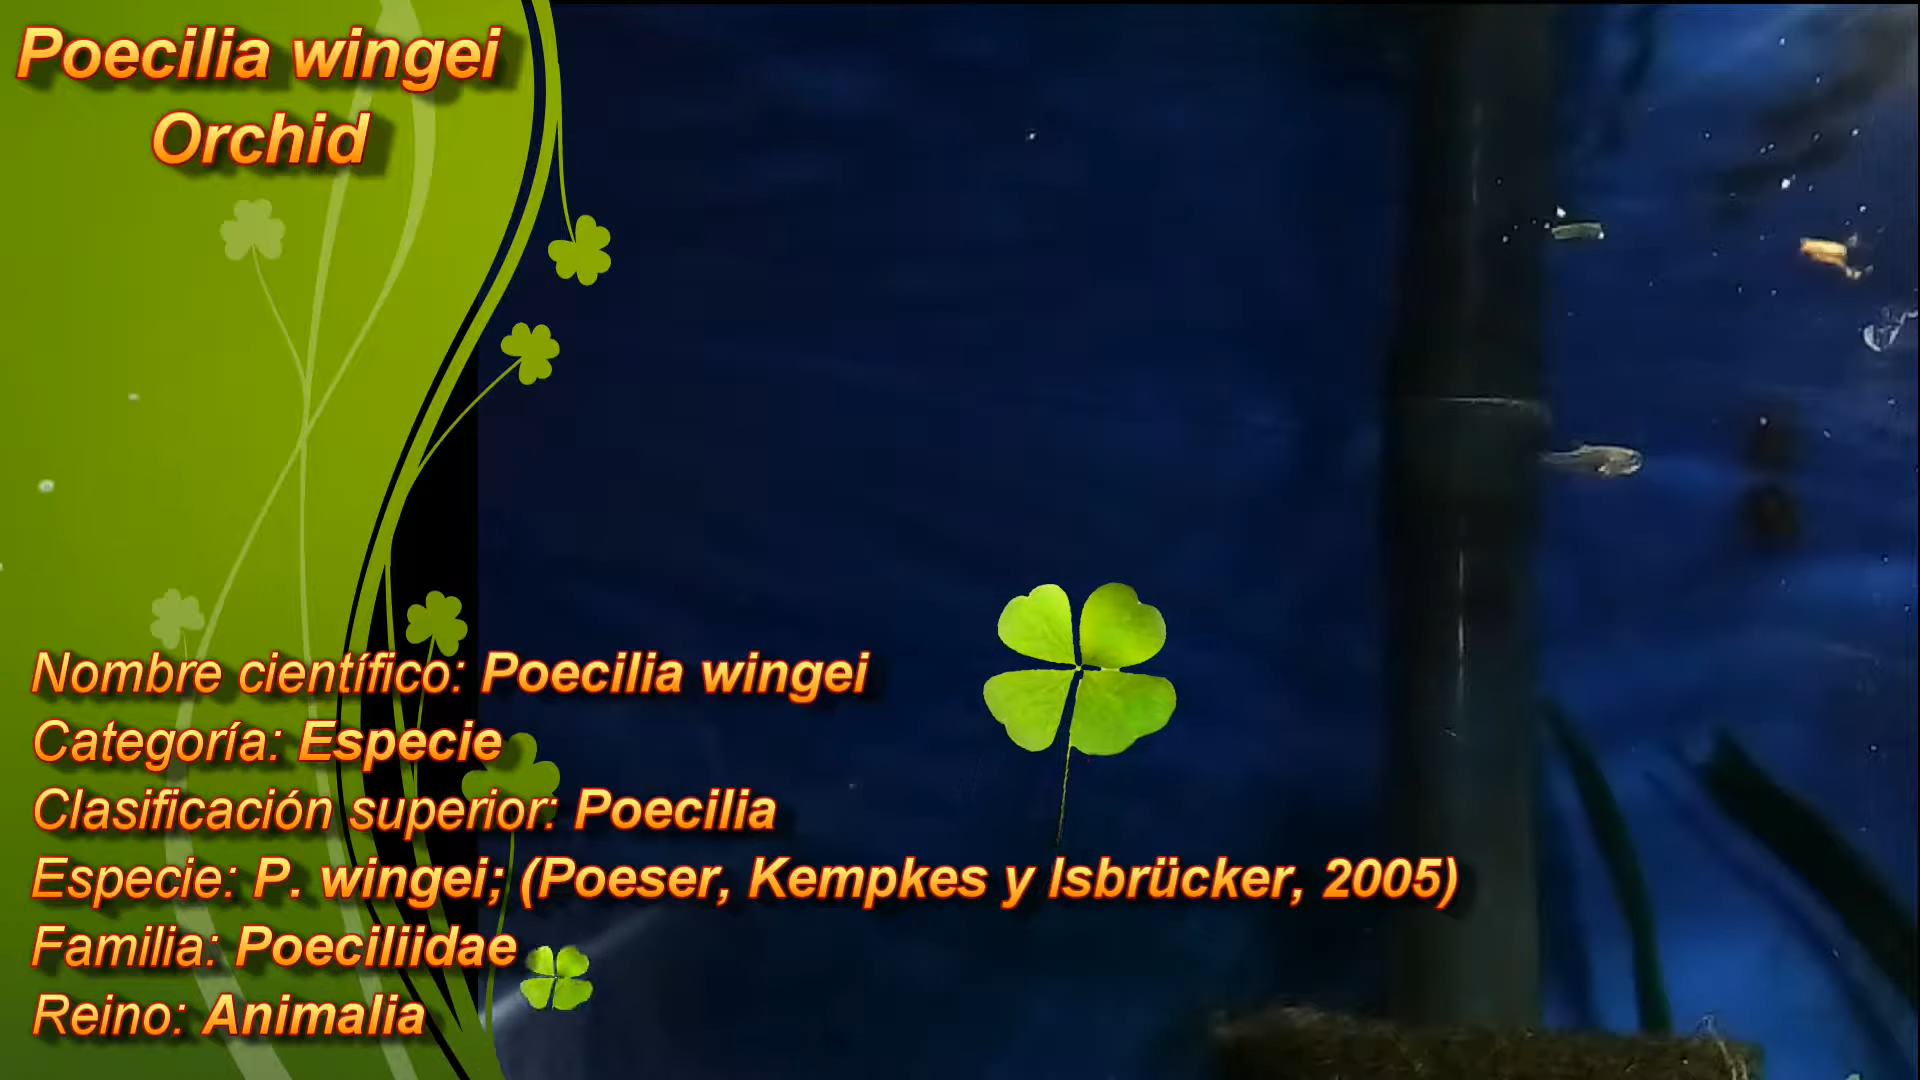 Poecilia wingei
Orchid
Nombre científico: Poecilia wingei
Categoría: Especie
Clasificación superior: Poecilia
Especie: P. wingei; (Poeser, Kempkes y Isbrücker, 2005)
Familia: Poeciliidae
Reino: Animalia